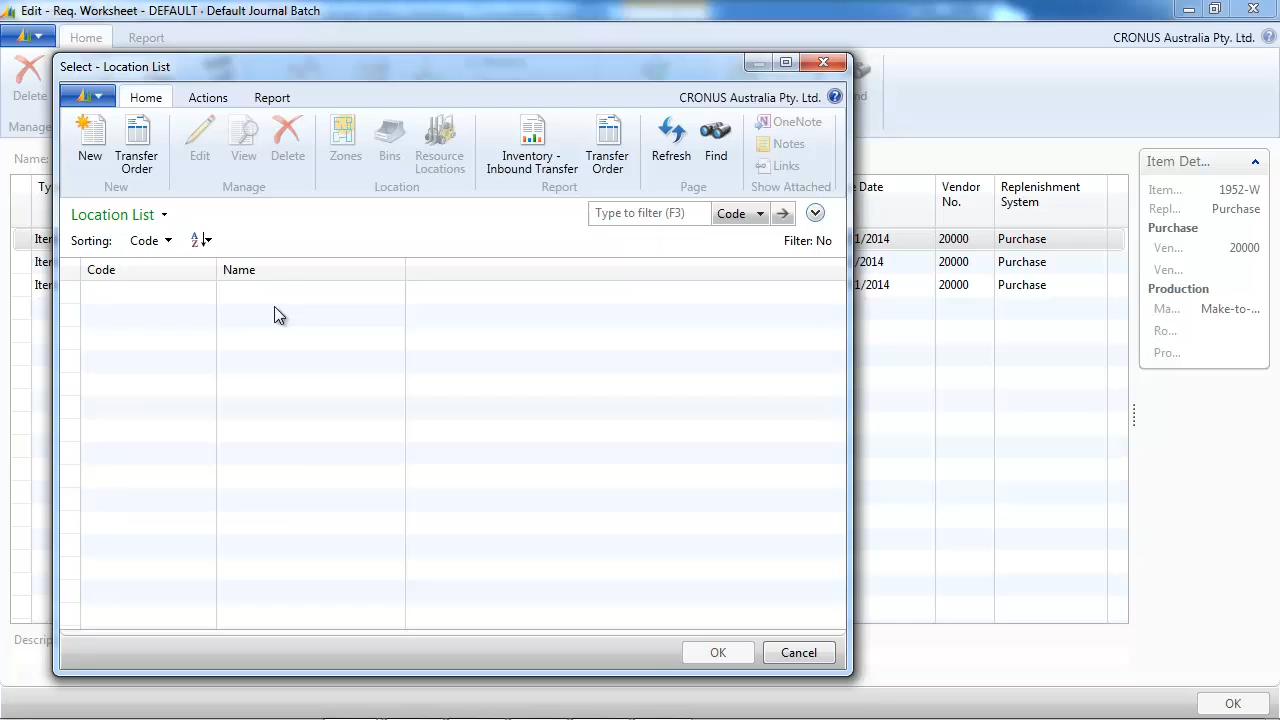 Edit - Req. Worksheet - DEFAULT · Default Journal Batch
Home
Report
CRONUS Australia Pty. Ltd.
Delete
Manage
Name:
Select - Location List
Home
Actions
Report
CRONUS Australia Pty. Ltd.
New
Transfer Order
New
Edit
View
Delete
Manage
Zones
Bins
Resource Locations
Location
Inventory - Inbound Transfer
Transfer Order
Report
Refresh
Find
Page
OneNote
Notes
Links
Show Attached
Location List
Type to filter (F3)
Code
Sorting:
Code
Filter: No
Code
Name
OK
Cancel
Date
Vendor No.
Replenishment System
1/2014 20000 Purchase
1/2014 20000 Purchase
1/2014 20000 Purchase
Item Det...
Item... 1952-W
Repl... Purchase
Purchase
Ven... 20000
Ven...
Production
Ma... Make-to-...
Ro...
Pro...
OK